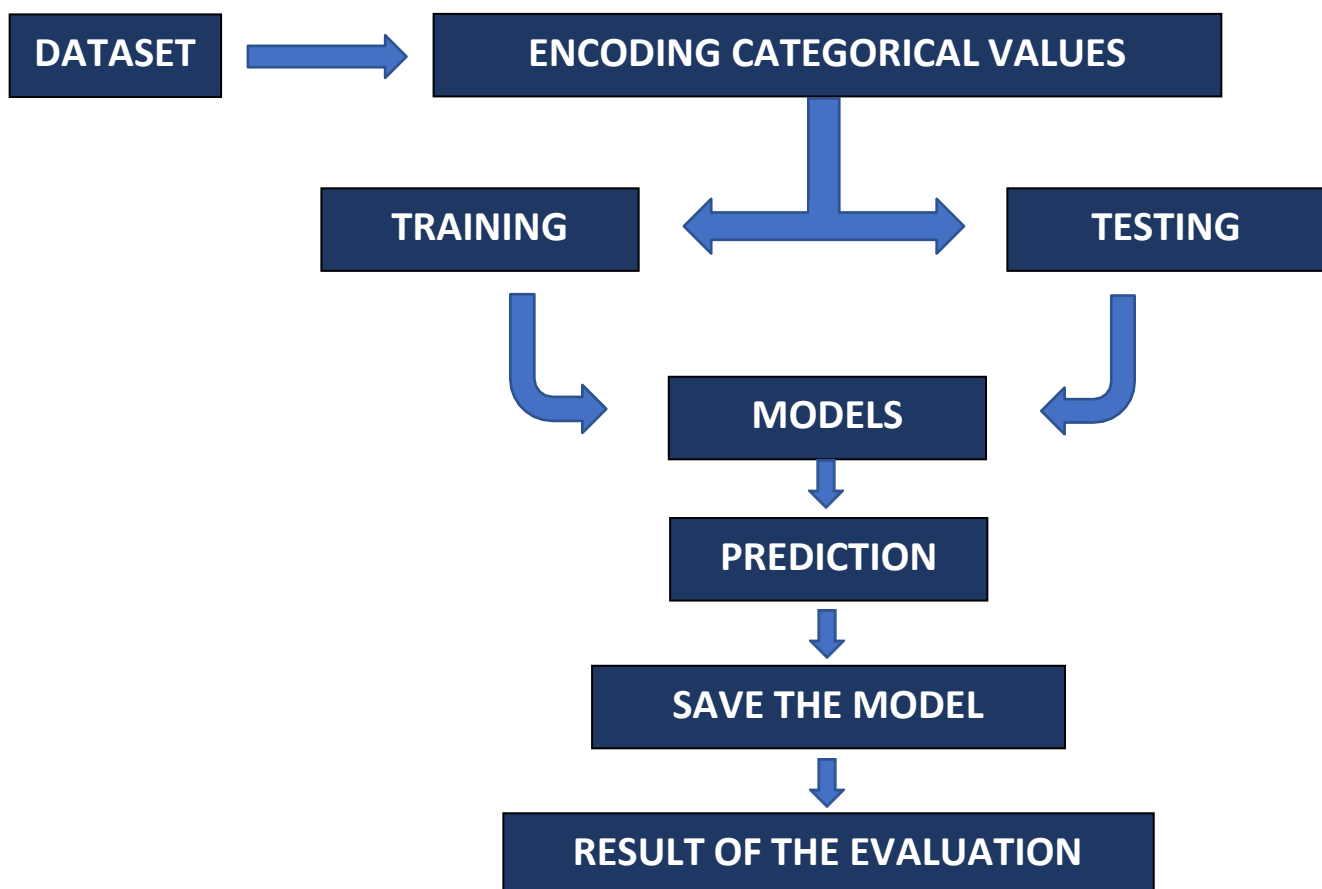 DATASET
ENCODING CATEGORICAL VALUES
TRAINING
TESTING
MODELS
PREDICTION
SAVE THE MODEL
RESULT OF THE EVALUATION